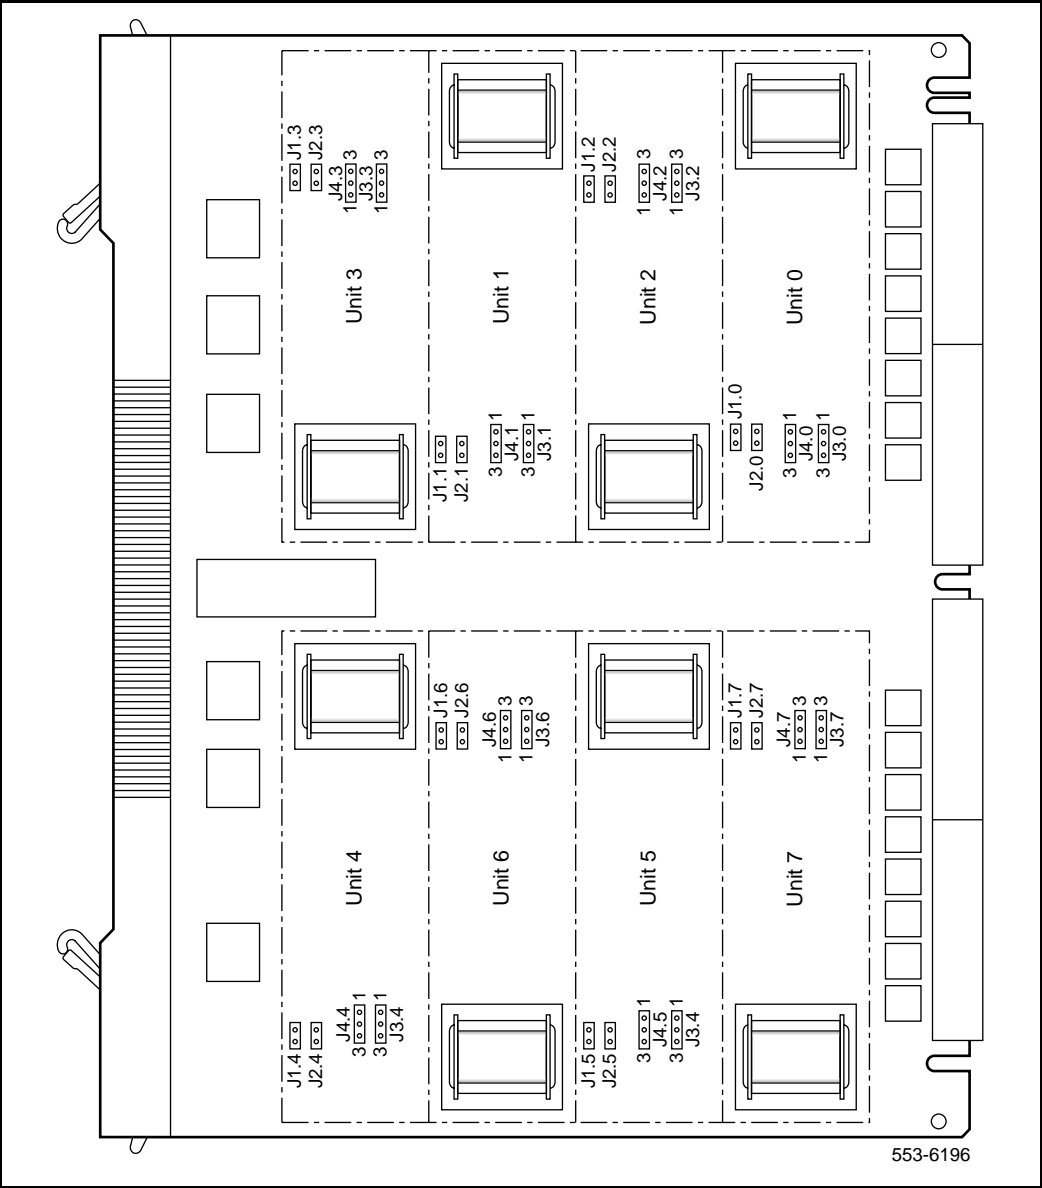 J1.3
J2.3
J4.3
1 3
J3.3
1 3
Unit 3
Unit 1
J1.1
J2.1
3 1
J4.1
3 1
J3.1
J1.2
J2.2
1 3
J4.2
1 3
J3.2
Unit 2
Unit 0
J1.0
J2.0
3 1
J4.0
3 1
J3.0
Unit 4
J1.4
J2.4
J4.4
3 1
3 1
J3.4
J1.6
J2.6
J4.6
1 3
1 3
J3.6
Unit 6
Unit 5
J1.5
J2.5
3 1
J4.5
3 1
J3.4
J1.7
J2.7
J4.7
1 3
1 3
J3.7
Unit 7
553-6196